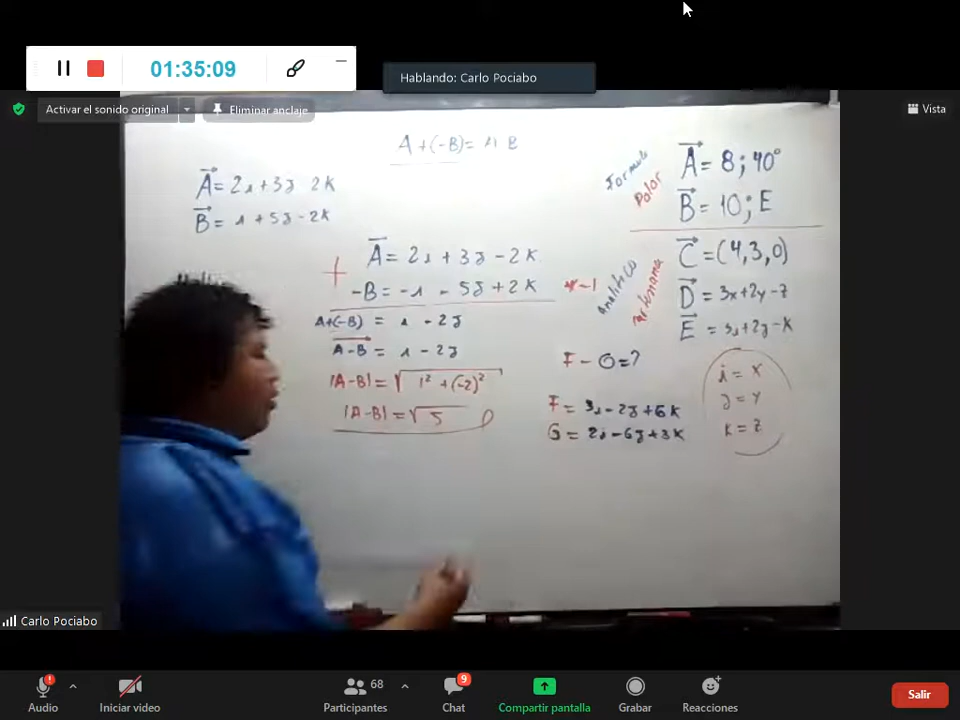 01:35:09
Hablando: Carlo Pociabo
Activar el sonido original
Eliminar anclaje
Vista
A+(-B)=
A = 2i+3j 2k
B = i+5j-2k
A = 2i+3j-2k
+
-B = -i-5j+2k
*-1
A+(-B) = i-2j
A-B = i-2j
|A-B| = √1²+(-2)²
|A-B| = √5
Formula
Polar
A = 8; 40°
B = 10; E
Analitico
C = (4,3,0)
D = 3x+2y-z
E = 3i+2j-k
F - G = ?
F = 3i-2j+6k
G = 2i-6j+3k
i = x
j = y
k = z
Carlo Pociabo
68
9
Audio
Iniciar video
Participantes
Chat
Compartir pantalla
Grabar
Reacciones
Salir